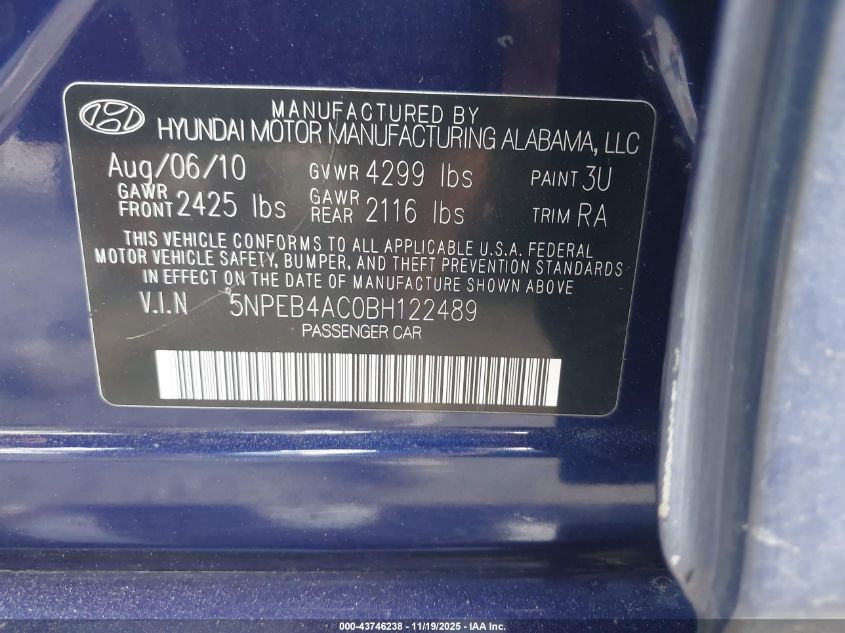 MANUFACTURED BY
HYUNDAI MOTOR MANUFACTURING ALABAMA, LLC
Aug/06/10 GVWR 4299 lbs PAINT 3U
GAWR FRONT 2425 lbs GAWR REAR 2116 lbs TRIM RA
THIS VEHICLE CONFORMS TO ALL APPLICABLE U.S.A. FEDERAL
MOTOR VEHICLE SAFETY, BUMPER, AND THEFT PREVENTION STANDARDS
IN EFFECT ON THE DATE OF MANUFACTURE SHOWN ABOVE
V.I.N 5NPEB4AC0BH122489
PASSENGER CAR
000-43746238 - 11/19/2025 - IAA Inc.